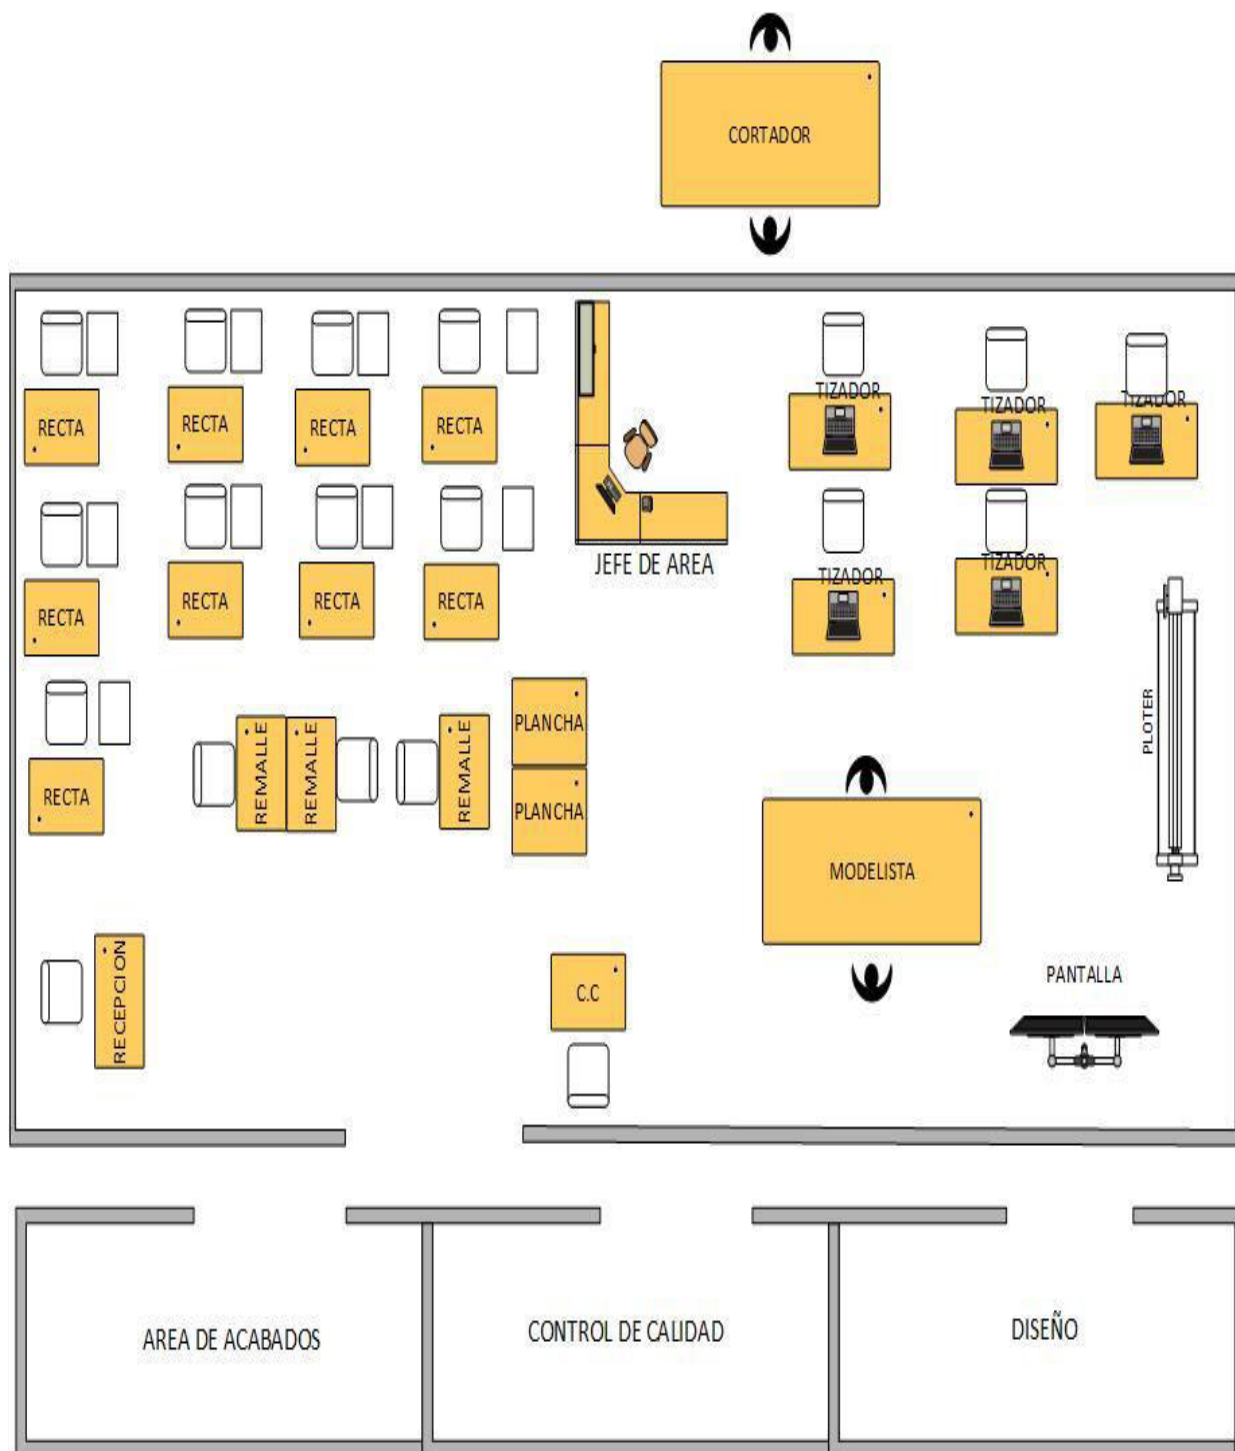 CORTADOR
RECTA
RECTA
RECTA
RECTA
TIZADOR
TIZADOR
TIZADOR
JEFE DE AREA
RECTA
RECTA
RECTA
RECTA
TIZADOR
TIZADOR
RECTA
REMALLE
REMALLE
REMALLE
PLANCHA
PLANCHA
PLOTER
MODELISTA
RECEPCION
C.C
PANTALLA
AREA DE ACABADOS
CONTROL DE CALIDAD
DISEÑO